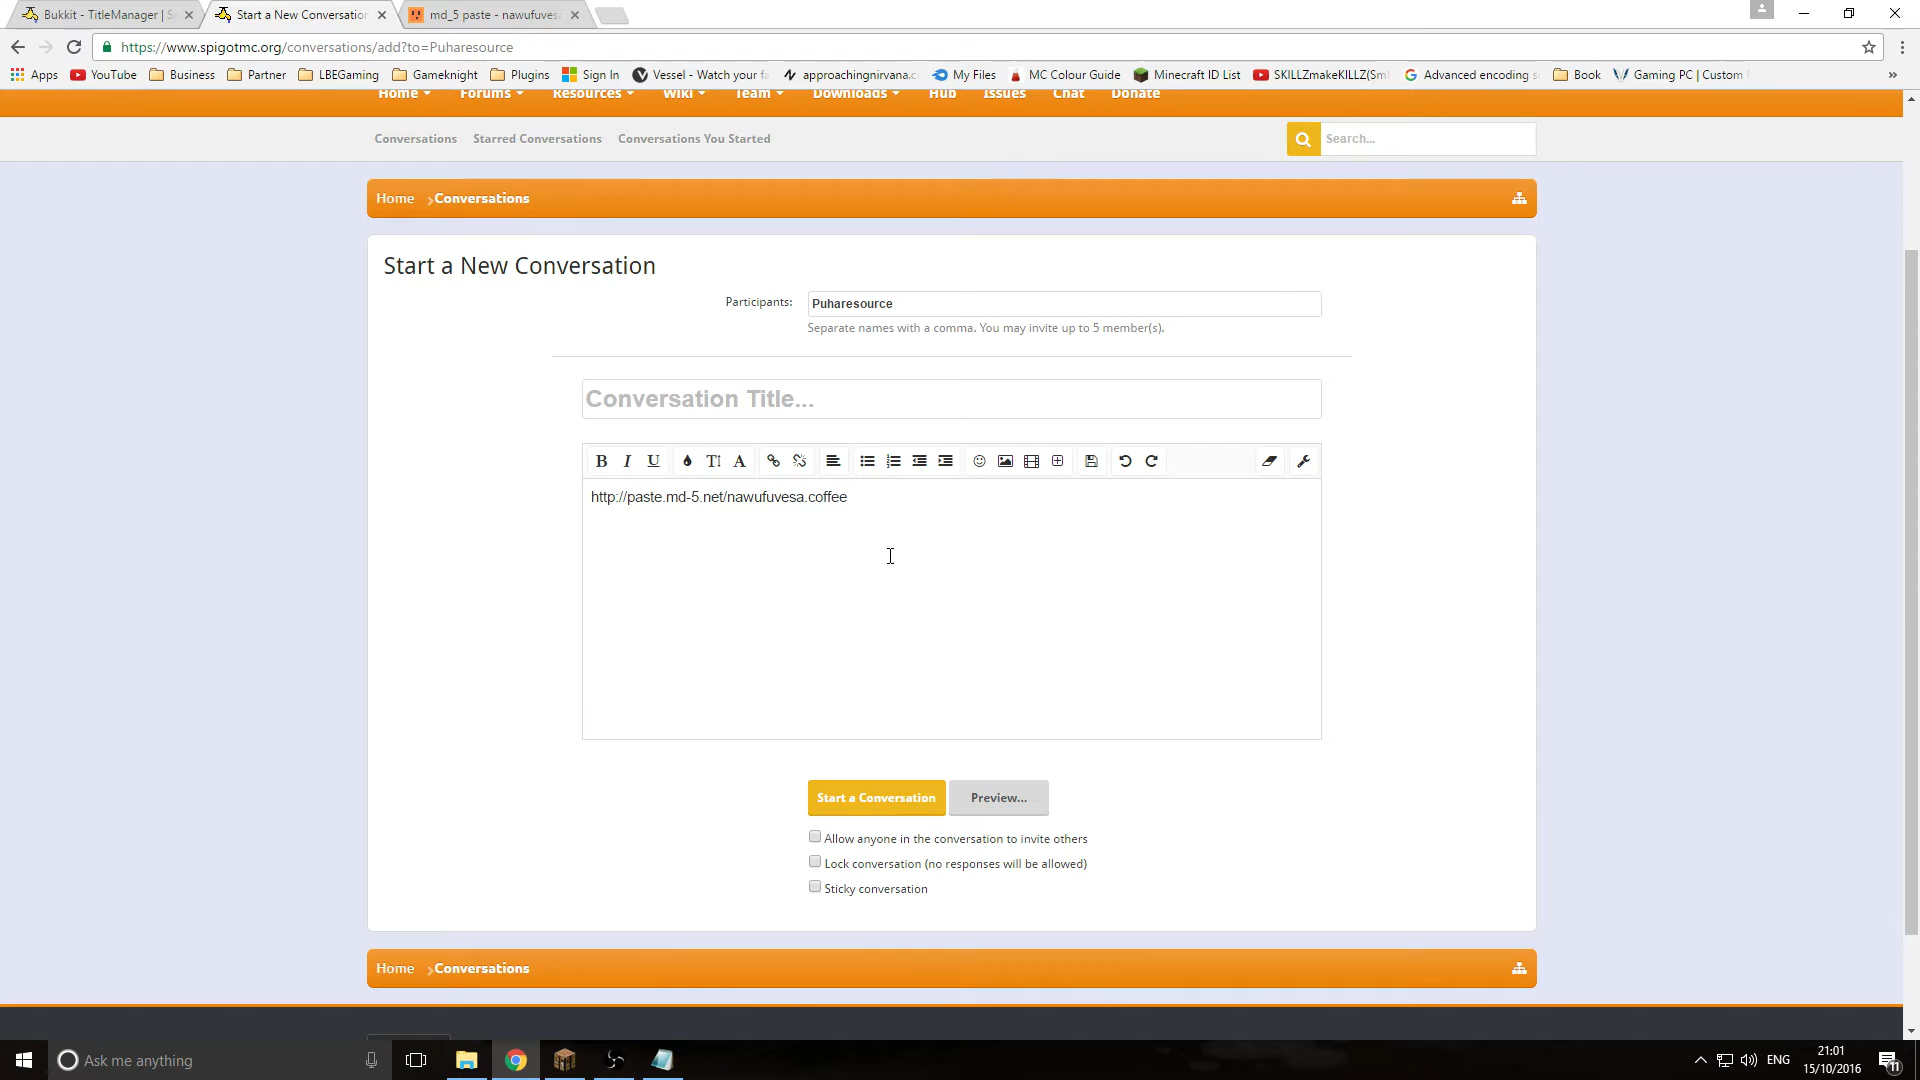 Bukkit - TitleManager | S
Start a New Conversation
md_5 paste - nawufuves
https://www.spigotmc.org/conversations/add?to=Puharesource
Apps YouTube Business Partner LBEGaming Gameknight Plugins Sign In Vessel - Watch your fa approachingnirvana.c My Files MC Colour Guide Minecraft ID List SKILLZmakeKILLZ(Sm Advanced encoding s Book Gaming PC | Custom »
Home Forums Resources Wiki Team Downloads Hub Issues Chat Donate
Conversations Starred Conversations Conversations You Started Search...
Home Conversations
Start a New Conversation
Participants: Puharesource
Separate names with a comma. You may invite up to 5 member(s).
Conversation Title...
B I U
http://paste.md-5.net/nawufuvesa.coffee
Start a Conversation Preview...
Allow anyone in the conversation to invite others
Lock conversation (no responses will be allowed)
Sticky conversation
Home Conversations
Ask me anything
ENG
21:01
15/10/2016
11